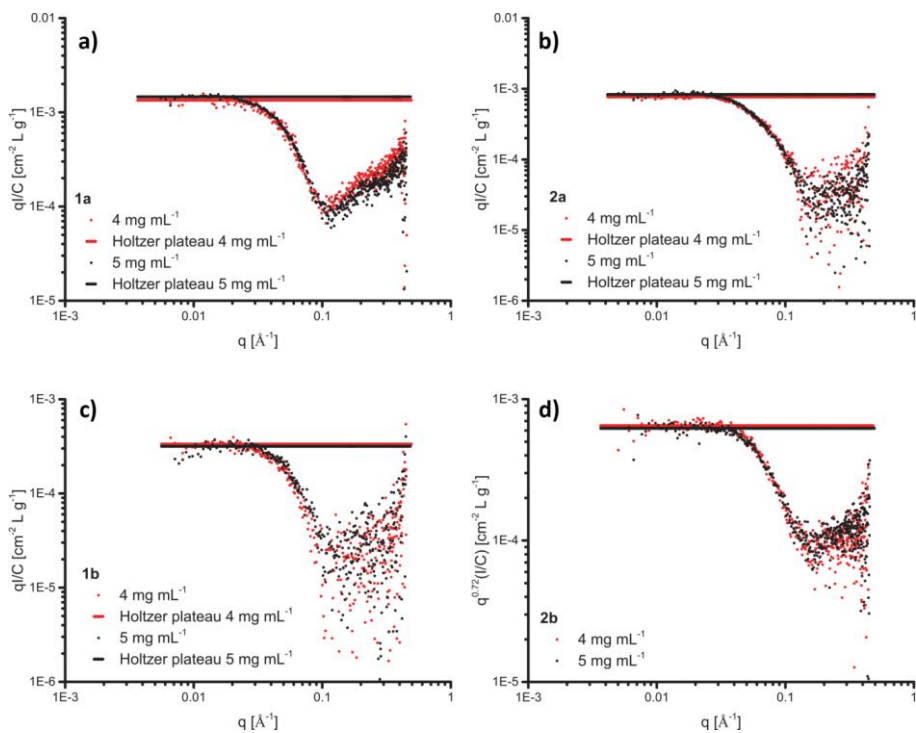 a)
0.01
1E-3
1E-4
1E-5
qI/C [cm⁻² L g⁻¹]
1a
4 mg mL⁻¹
Holtzer plateau 4 mg mL⁻¹
5 mg mL⁻¹
Holtzer plateau 5 mg mL⁻¹
1E-3
0.01
0.1
1
q [Å⁻¹]
b)
0.01
1E-3
1E-4
1E-5
1E-6
qI/C [cm⁻² L g⁻¹]
2a
4 mg mL⁻¹
Holtzer plateau 4 mg mL⁻¹
5 mg mL⁻¹
Holtzer plateau 5 mg mL⁻¹
1E-3
0.01
0.1
1
q [Å⁻¹]
c)
1E-3
1E-4
1E-5
1E-6
qI/C [cm⁻² L g⁻¹]
1b
4 mg mL⁻¹
Holtzer plateau 4 mg mL⁻¹
5 mg mL⁻¹
Holtzer plateau 5 mg mL⁻¹
1E-3
0.01
0.1
1
q [Å⁻¹]
d)
1E-3
1E-4
1E-5
q⁰·⁷²(I/C) [cm⁻² L g⁻¹]
2b
4 mg mL⁻¹
5 mg mL⁻¹
1E-3
0.01
0.1
1
q [Å⁻¹]